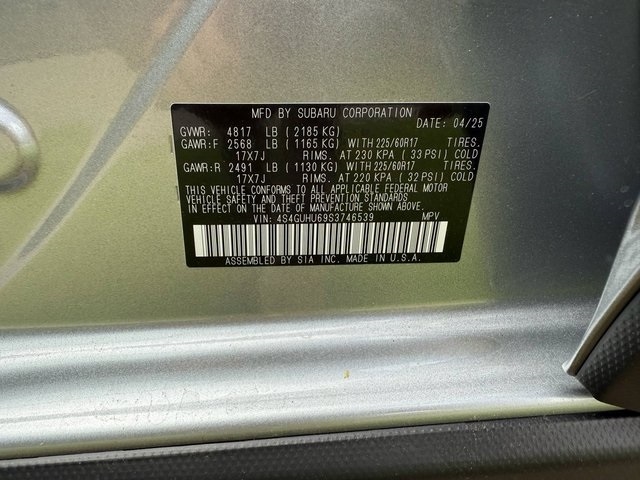 MFD BY SUBARU CORPORATION
DATE: 04/25
GVWR: 4817 LB (2185 KG)
GAWR:F 2568 LB (1165 KG) WITH 225/60R17 TIRES.
17X7J RIMS. AT 230 KPA (33 PSI) COLD
GAWR:R 2491 LB (1130 KG) WITH 225/60R17 TIRES.
17X7J RIMS. AT 220 KPA (32 PSI) COLD
THIS VEHICLE CONFORMS TO ALL APPLICABLE FEDERAL MOTOR
VEHICLE SAFETY AND THEFT PREVENTION STANDARDS
IN EFFECT ON THE DATE OF MANUFACTURE SHOWN ABOVE.
VIN: 4S4GUHU69S3746539 MPV
ASSEMBLED BY SIA INC. MADE IN U.S.A.